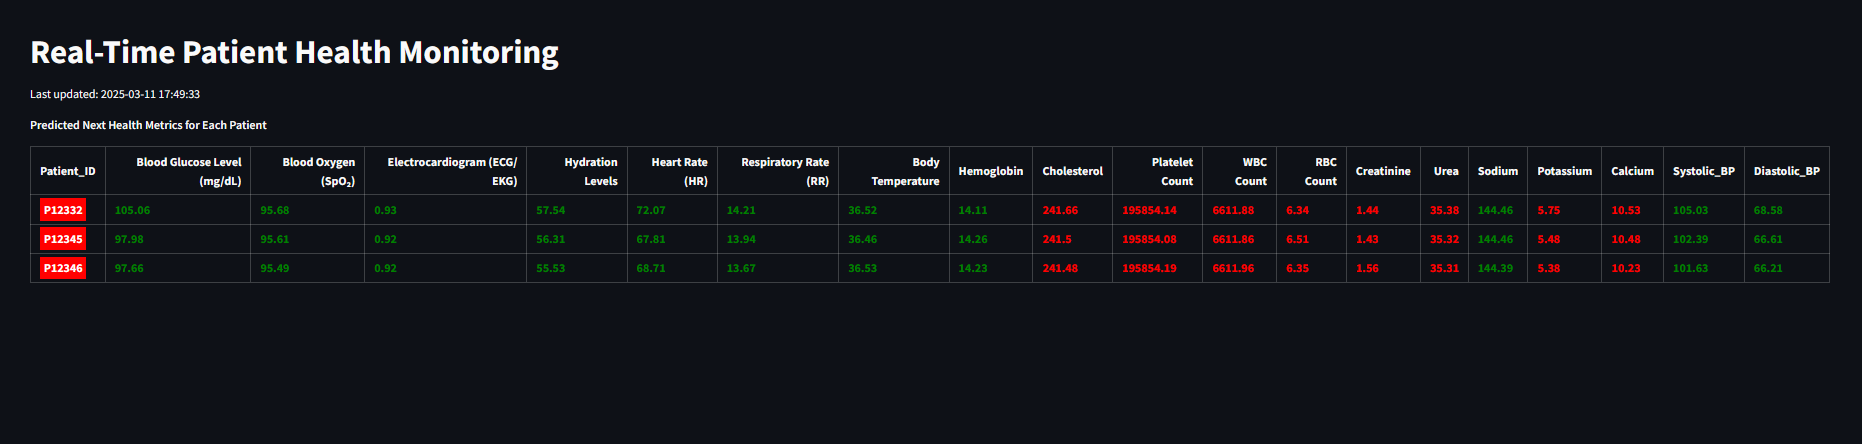 Real-Time Patient Health Monitoring
Last updated: 2025-03-11 17:49:33
Predicted Next Health Metrics for Each Patient
Patient_ID Blood Glucose Level (mg/dL) Blood Oxygen (SpO₂) Electrocardiogram (ECG/EKG) Hydration Levels Heart Rate (HR) Respiratory Rate (RR) Body Temperature Hemoglobin Cholesterol Platelet Count WBC Count RBC Count Creatinine Urea Sodium Potassium Calcium Systolic_BP Diastolic_BP
P12332 105.06 95.68 0.93 57.54 72.07 14.21 36.52 14.11 241.66 195854.14 6611.88 6.34 1.44 35.38 144.46 5.75 10.53 105.03 68.58
P12345 97.98 95.61 0.92 56.31 67.81 13.94 36.46 14.26 241.5 195854.08 6611.86 6.51 1.43 35.32 144.46 5.48 10.48 102.39 66.61
P12346 97.66 95.49 0.92 55.53 68.71 13.67 36.53 14.23 241.48 195854.19 6611.96 6.35 1.56 35.31 144.39 5.38 10.23 101.63 66.21